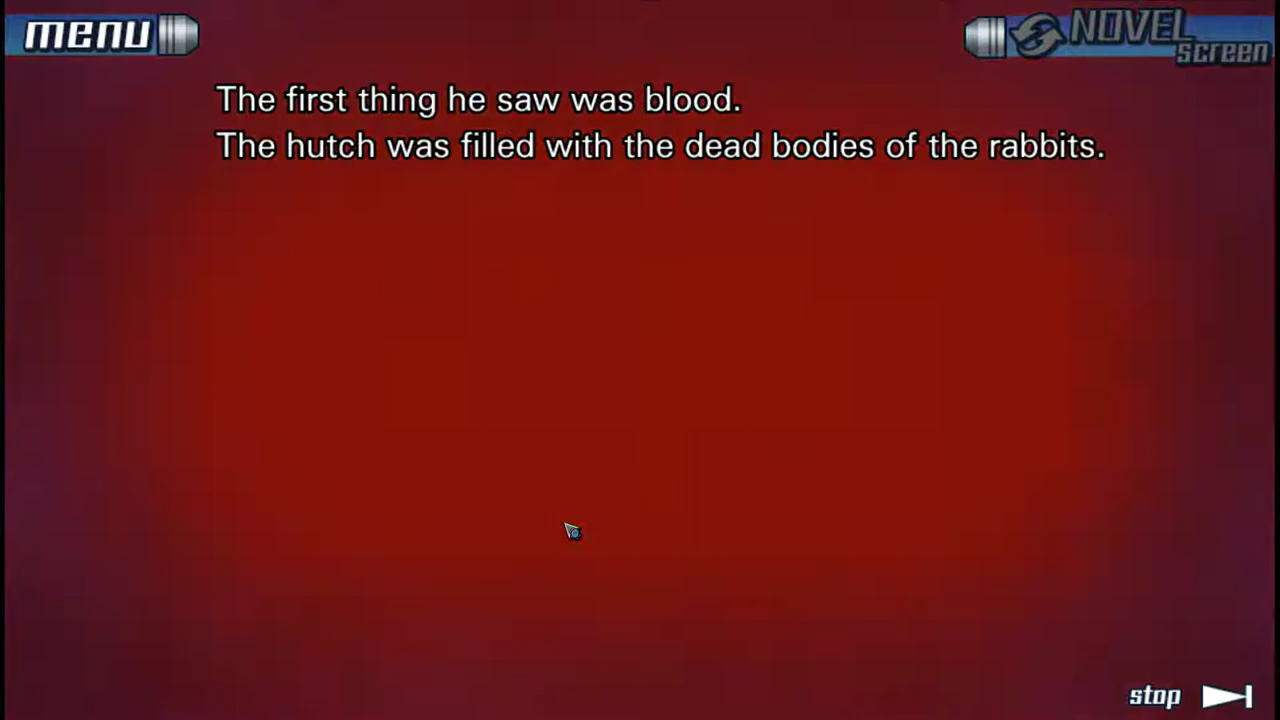 menu
NOVEL
screen
The first thing he saw was blood.
The hutch was filled with the dead bodies of the rabbits.
stop